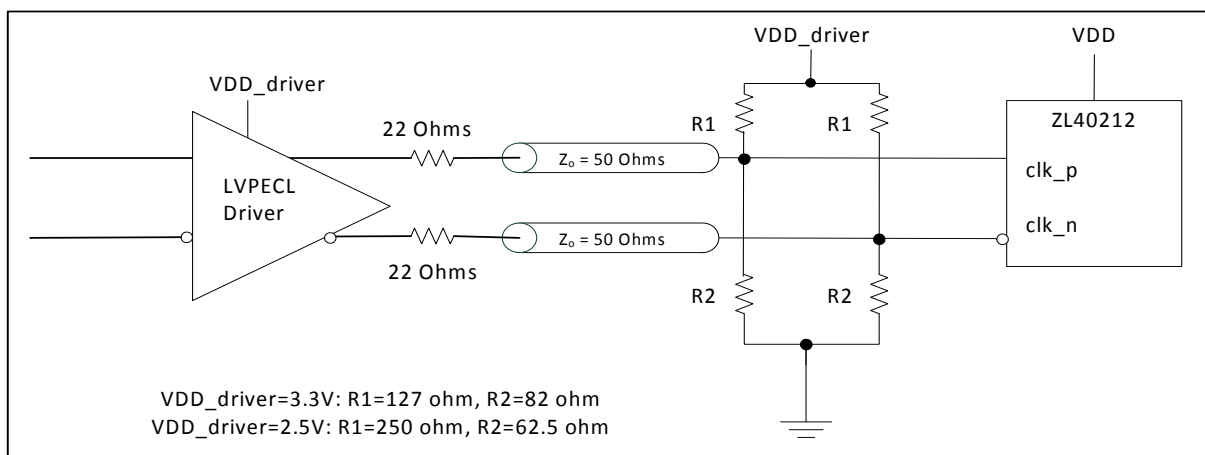 VDD_driver
VDD
VDD_driver
22 Ohms
R1
R1
ZL40212
Zₒ = 50 Ohms
clk_p
LVPECL
Driver
clk_n
Zₒ = 50 Ohms
22 Ohms
R2
R2
VDD_driver=3.3V: R1=127 ohm, R2=82 ohm
VDD_driver=2.5V: R1=250 ohm, R2=62.5 ohm